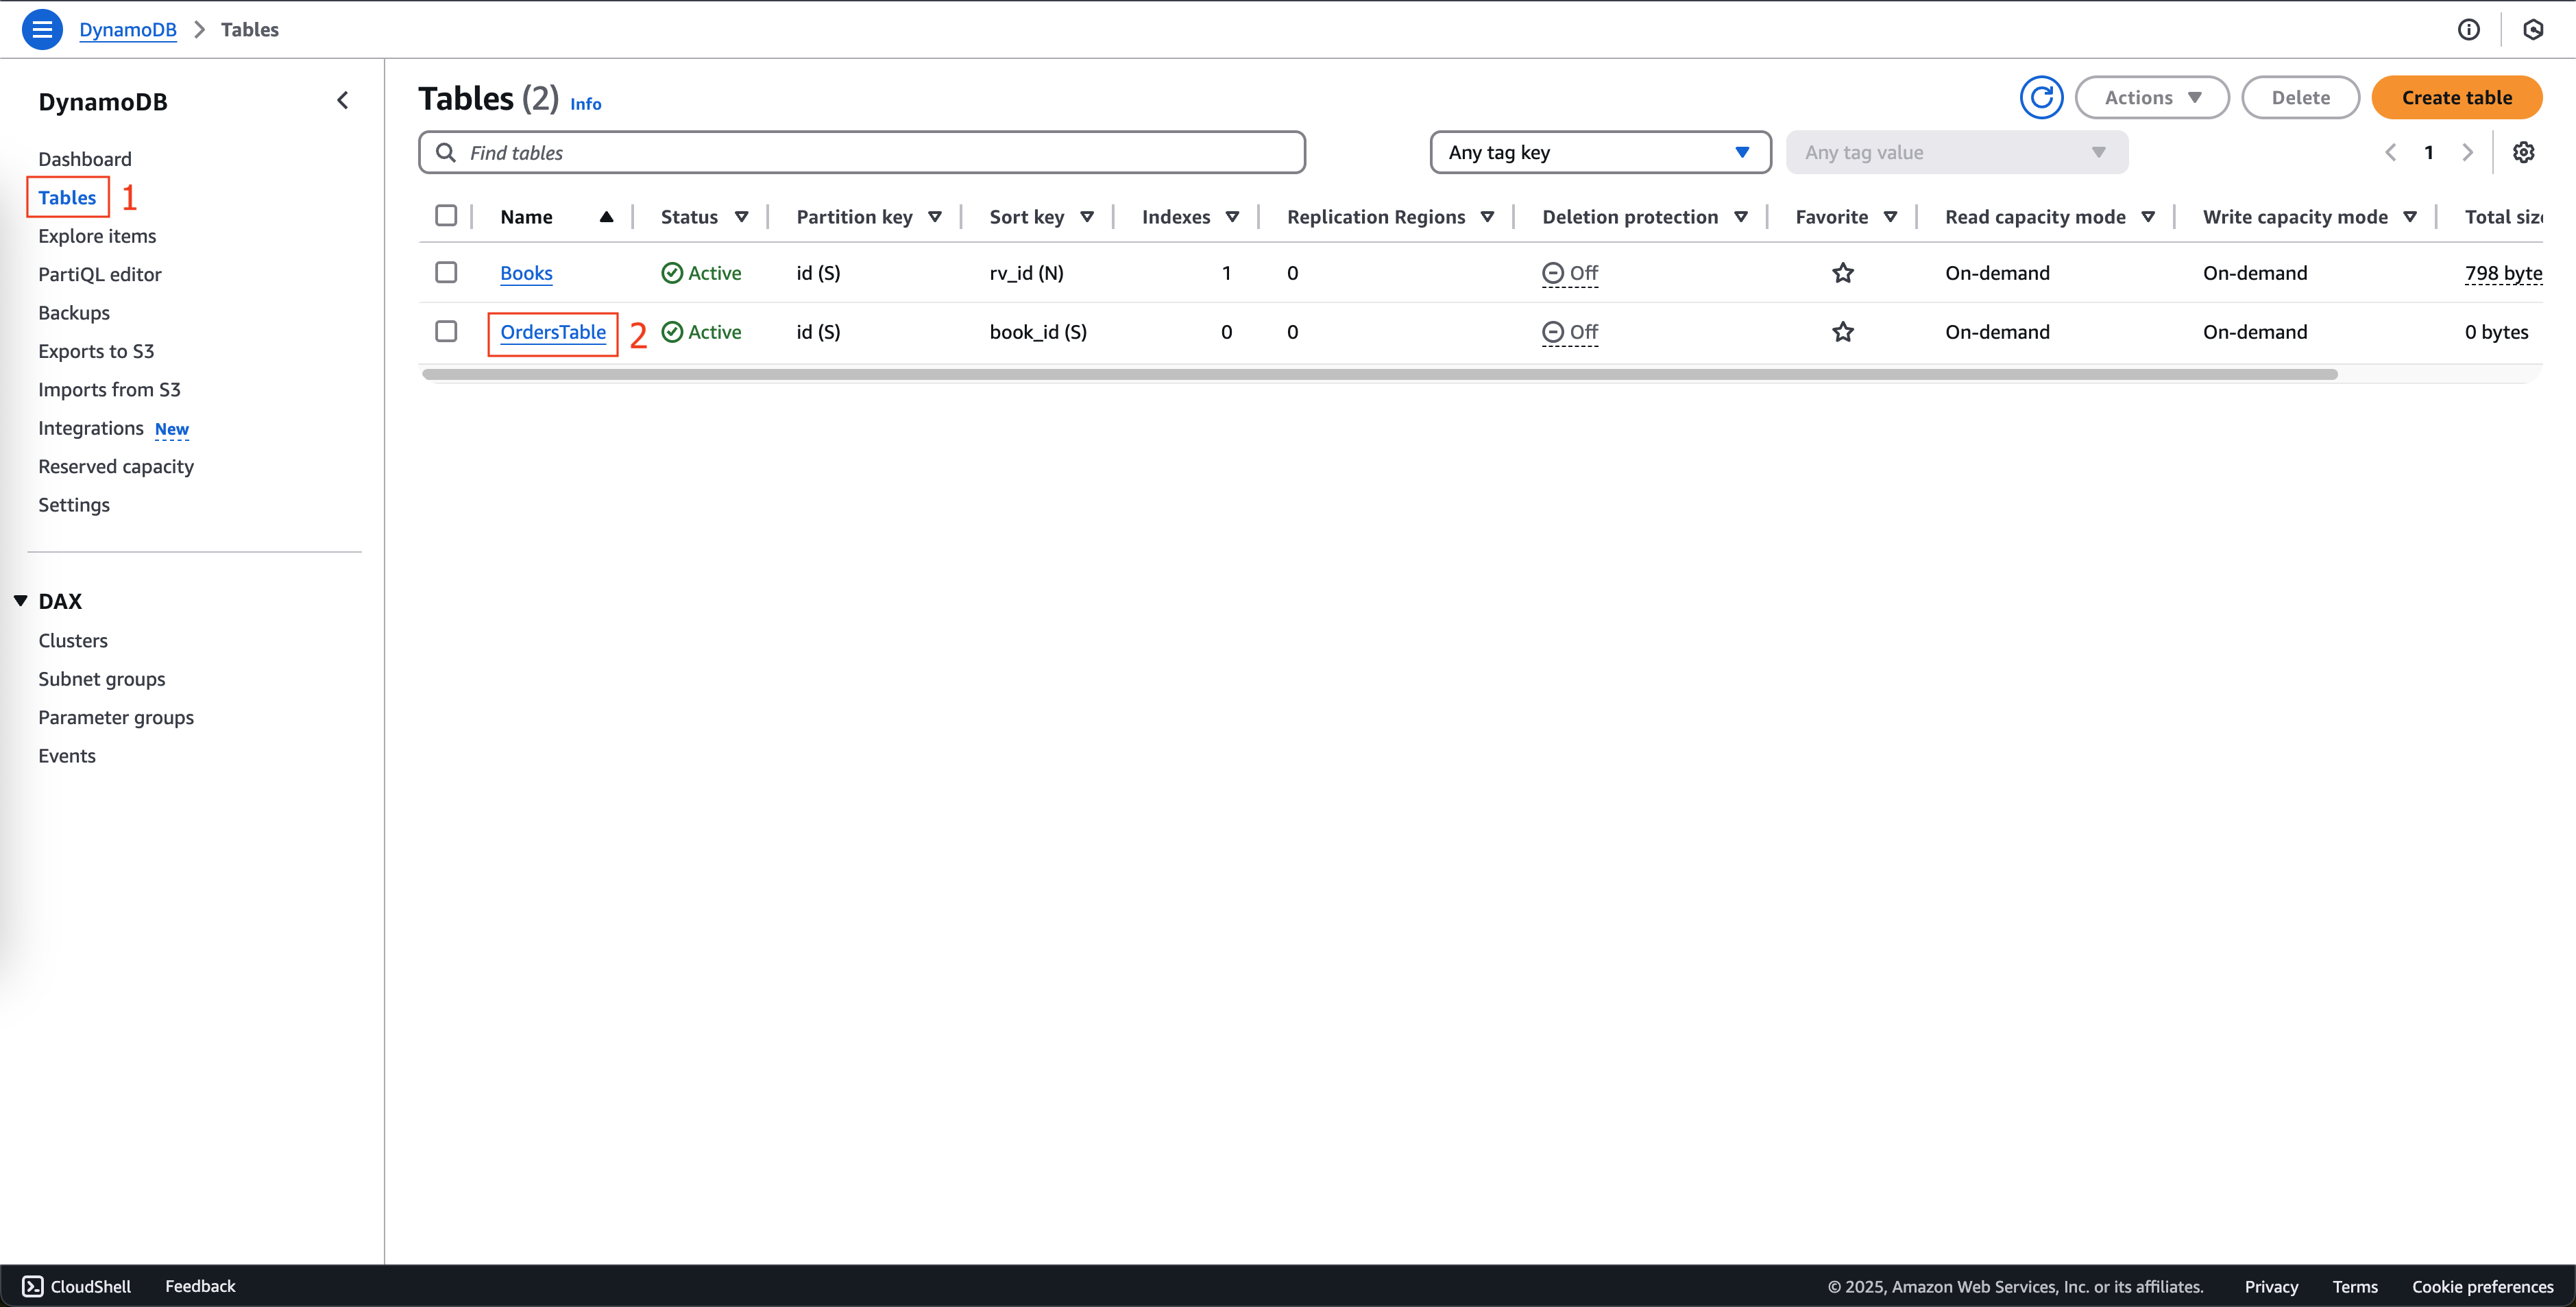 DynamoDB > Tables
DynamoDB
Dashboard
Tables 1
Explore items
PartiQL editor
Backups
Exports to S3
Imports from S3
Integrations New
Reserved capacity
Settings
DAX
Clusters
Subnet groups
Parameter groups
Events
Tables (2) Info
Actions Delete Create table
Find tables Any tag key Any tag value 1
Name Status Partition key Sort key Indexes Replication Regions Deletion protection Favorite Read capacity mode Write capacity mode Total size
Books Active id (S) rv_id (N) 1 0 Off On-demand On-demand 798 byte
OrdersTable 2 Active id (S) book_id (S) 0 0 Off On-demand On-demand 0 bytes
CloudShell Feedback © 2025, Amazon Web Services, Inc. or its affiliates. Privacy Terms Cookie preferences